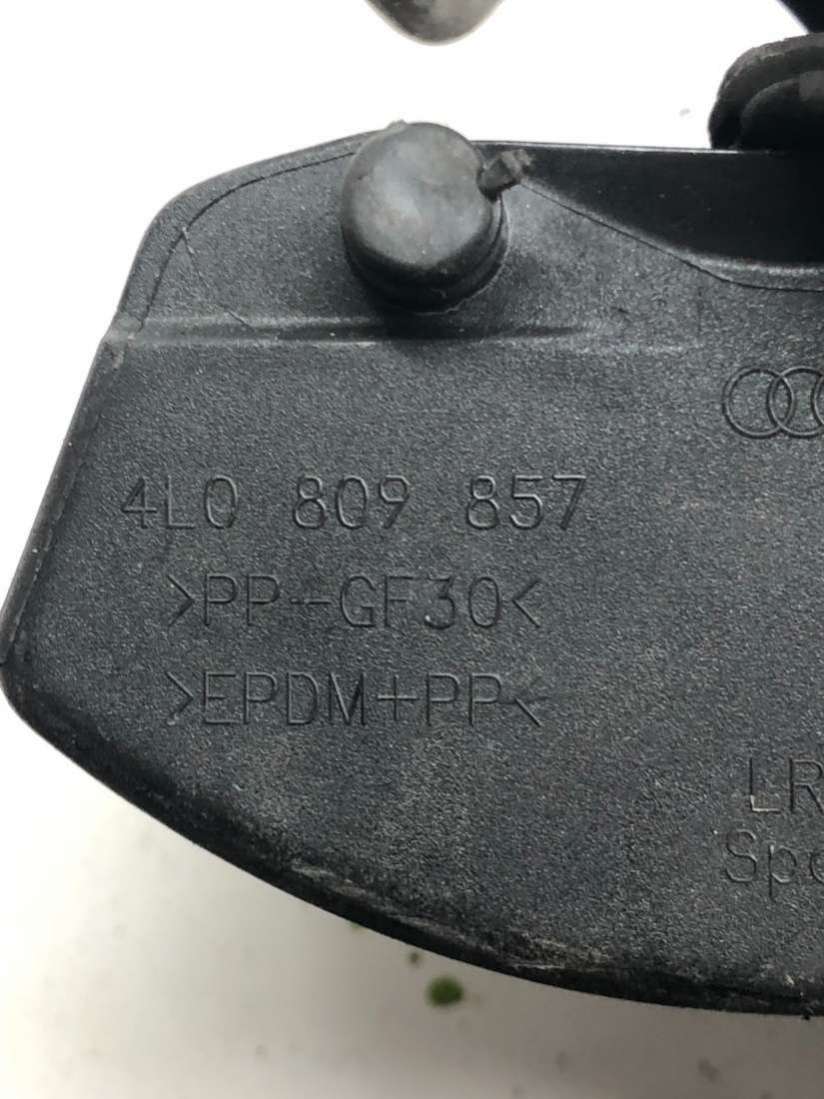 4L0 809 857
>PP-GF30<
>EPDM+PP<